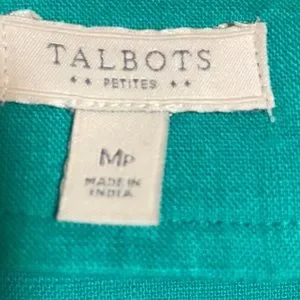 TALBOTS
PETITES
MP
MADE IN
INDIA